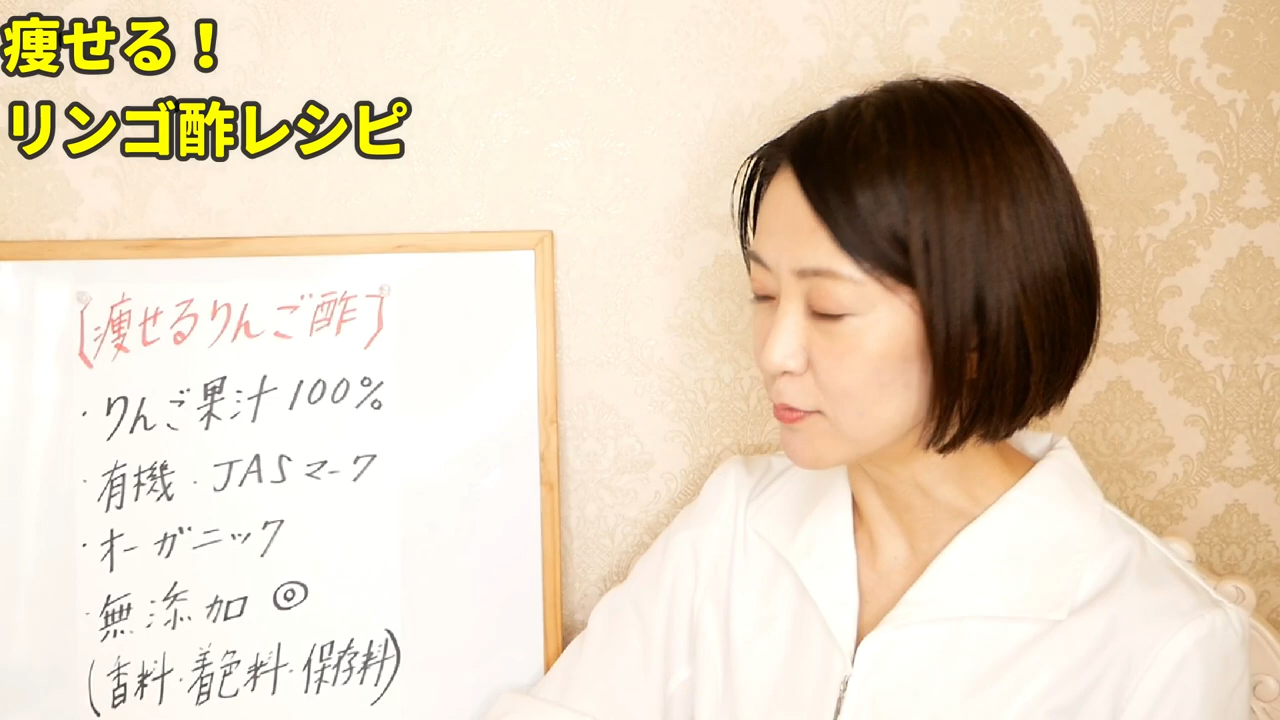 痩せる！
リンゴ酢レシピ
［痩せるりんご酢］
・りんご果汁100%
・有機・JASマーク
・オーガニック
・無添加 ◎
(香料・着色料・保存料)